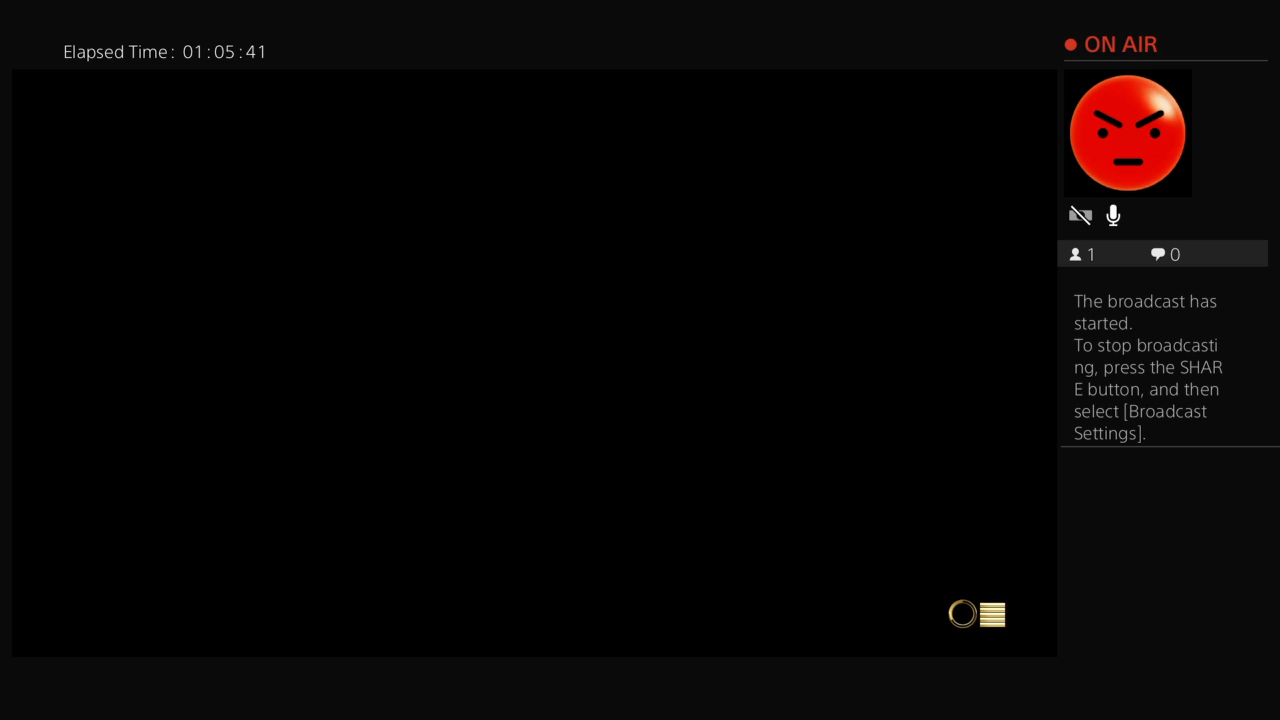 Elapsed Time: 01:05:41
ON AIR
1 0
The broadcast has
started.
To stop broadcasti
ng, press the SHAR
E button, and then
select [Broadcast
Settings].